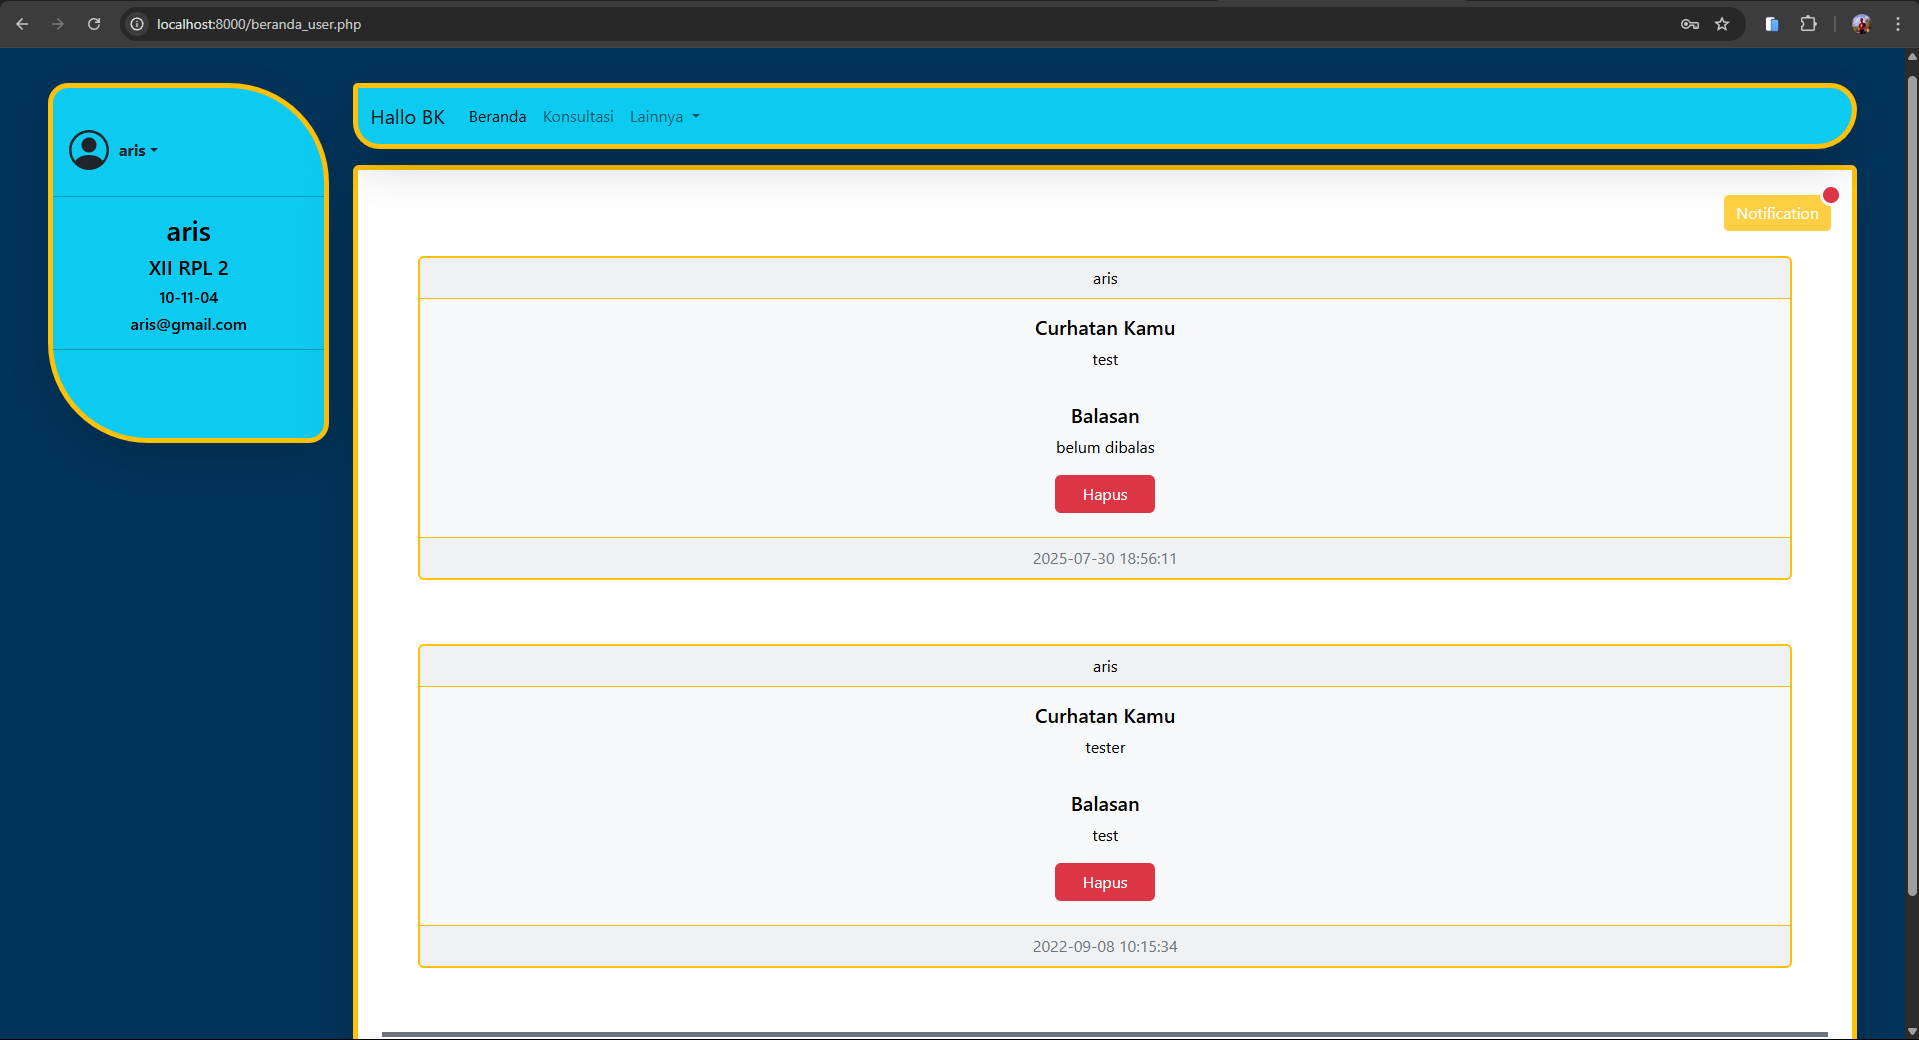 localhost:8000/beranda_user.php
aris
aris
XII RPL 2
10-11-04
aris@gmail.com
Hallo BK Beranda Konsultasi Lainnya
Notification
aris
Curhatan Kamu
test
Balasan
belum dibalas
Hapus
2025-07-30 18:56:11
aris
Curhatan Kamu
tester
Balasan
test
Hapus
2022-09-08 10:15:34